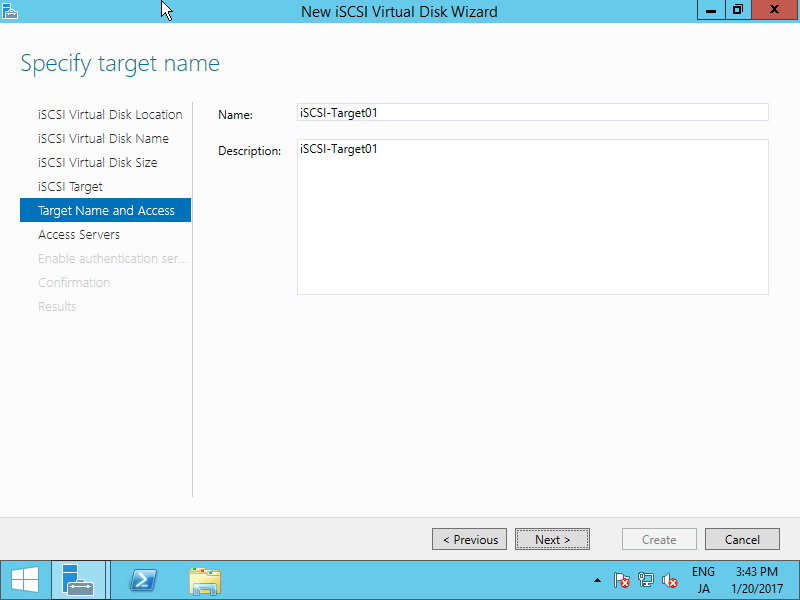 New iSCSI Virtual Disk Wizard
Specify target name
iSCSI Virtual Disk Location
iSCSI Virtual Disk Name
iSCSI Virtual Disk Size
iSCSI Target
Target Name and Access
Access Servers
Enable authentication ser...
Confirmation
Results
Name:
iSCSI-Target01
Description:
iSCSI-Target01
< Previous
Next >
Create
Cancel
ENG
JA
3:43 PM
1/20/2017